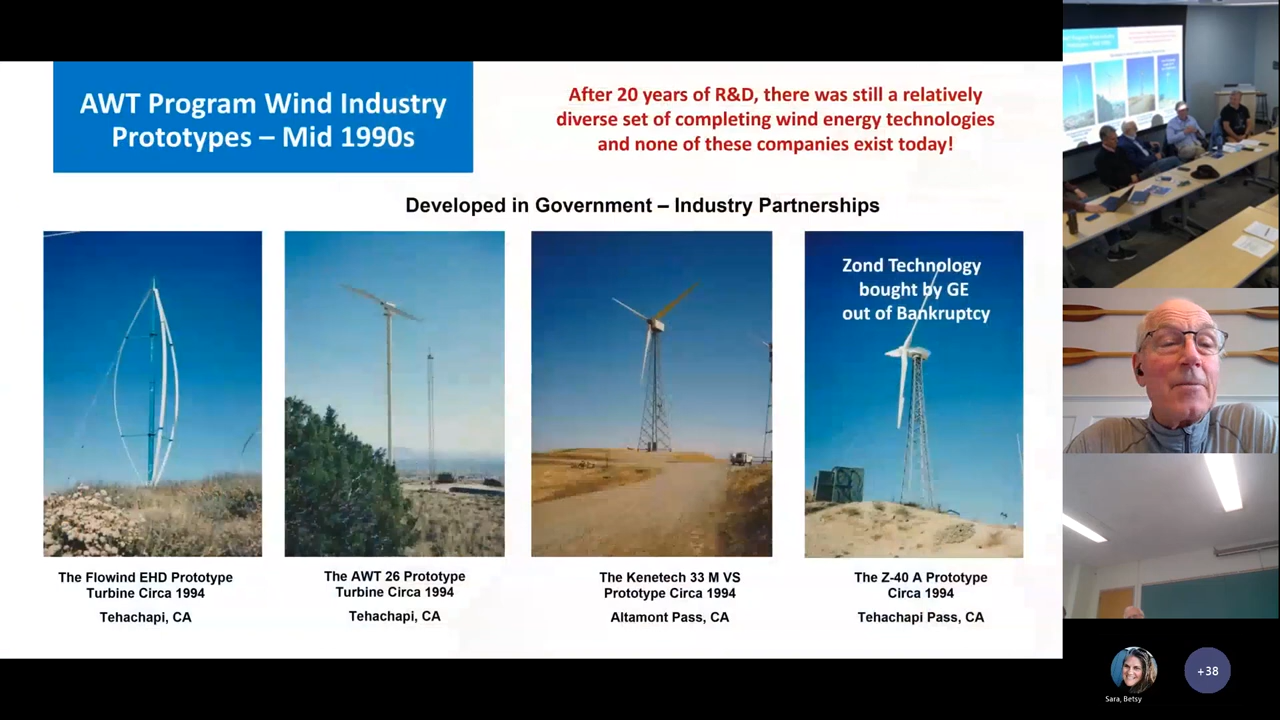 AWT Program Wind Industry
Prototypes – Mid 1990s
After 20 years of R&D, there was still a relatively
diverse set of completing wind energy technologies
and none of these companies exist today!
Developed in Government – Industry Partnerships
Zond Technology
bought by GE
out of Bankruptcy
The Flowind EHD Prototype
Turbine Circa 1994
Tehachapi, CA
The AWT 26 Prototype
Turbine Circa 1994
Tehachapi, CA
The Kenetech 33 M VS
Prototype Circa 1994
Altamont Pass, CA
The Z-40 A Prototype
Circa 1994
Tehachapi Pass, CA
Sara, Betsy
+38